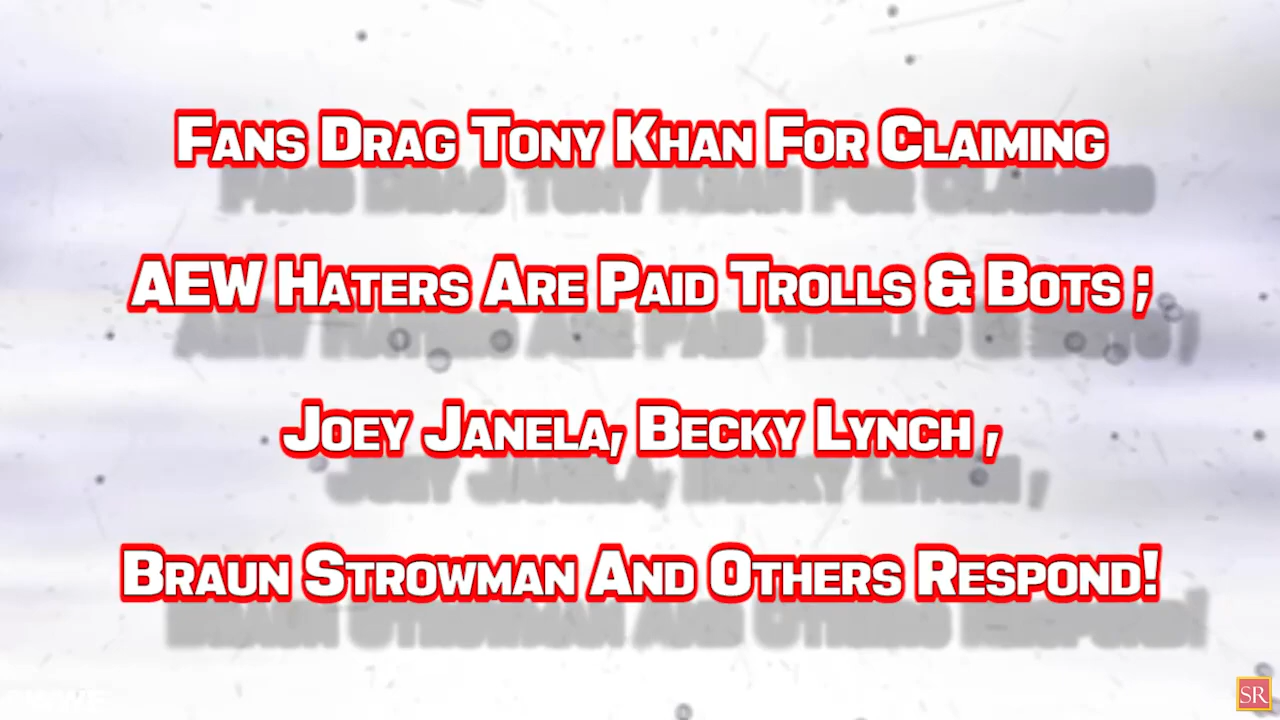 Fans Drag Tony Khan For Claiming
AEW Haters Are Paid Trolls & Bots ;
Joey Janela, Becky Lynch ,
Braun Strowman And Others Respond!
SR